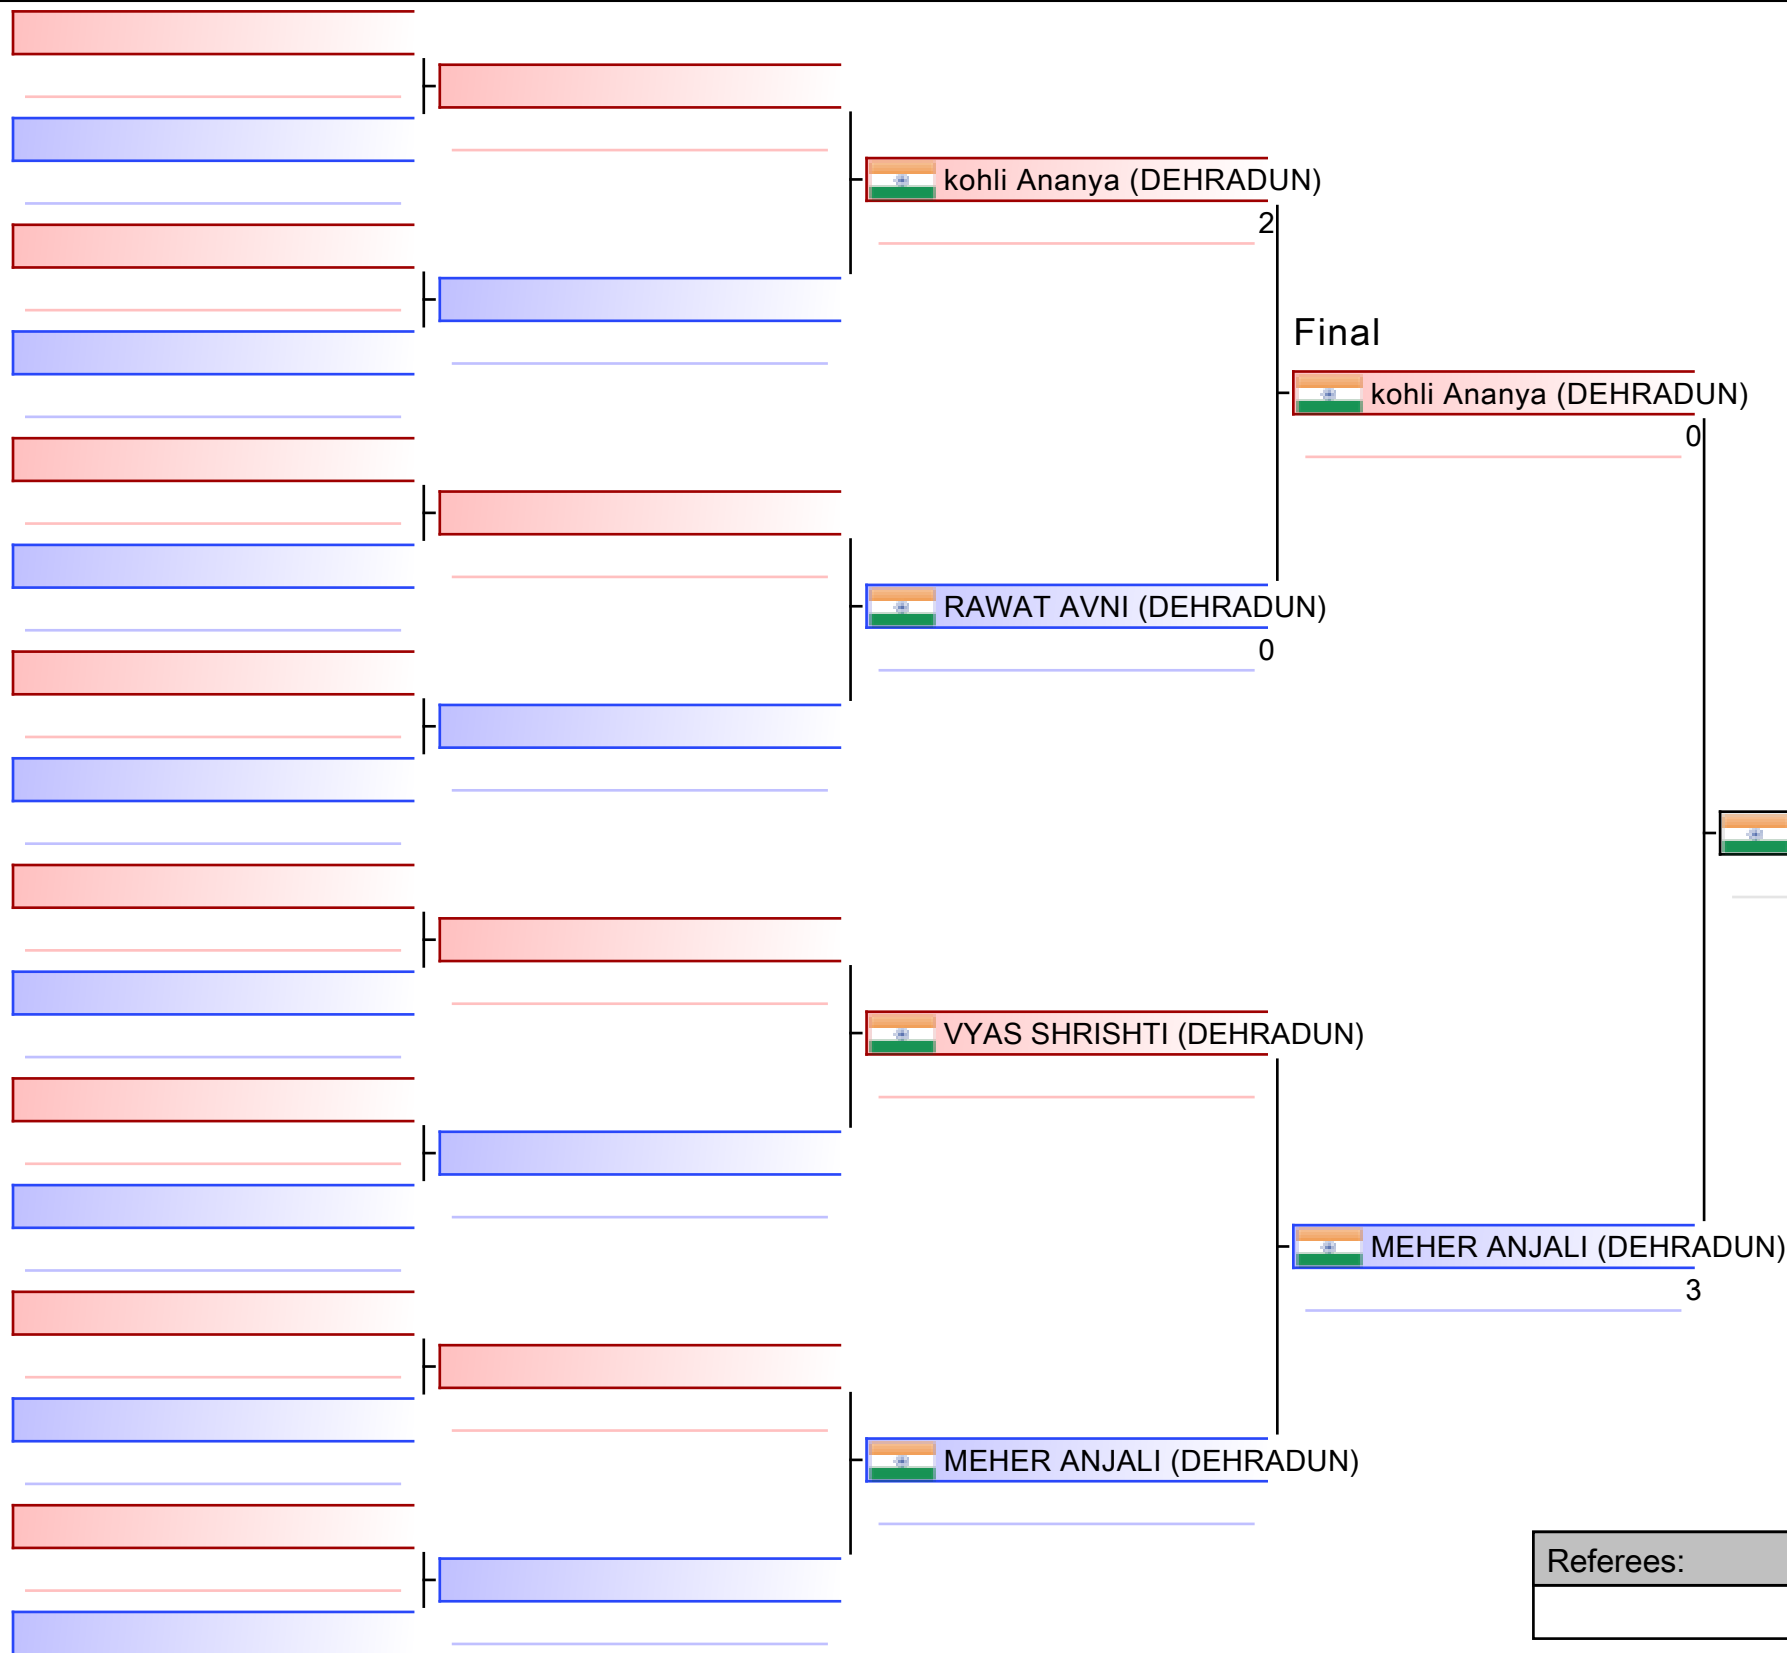 kohli Ananya (DEHRADUN)
2
Final
kohli Ananya (DEHRADUN)
0
RAWAT AVNI (DEHRADUN)
0
VYAS SHRISHTI (DEHRADUN)
MEHER ANJALI (DEHRADUN)
3
MEHER ANJALI (DEHRADUN)
Referees: